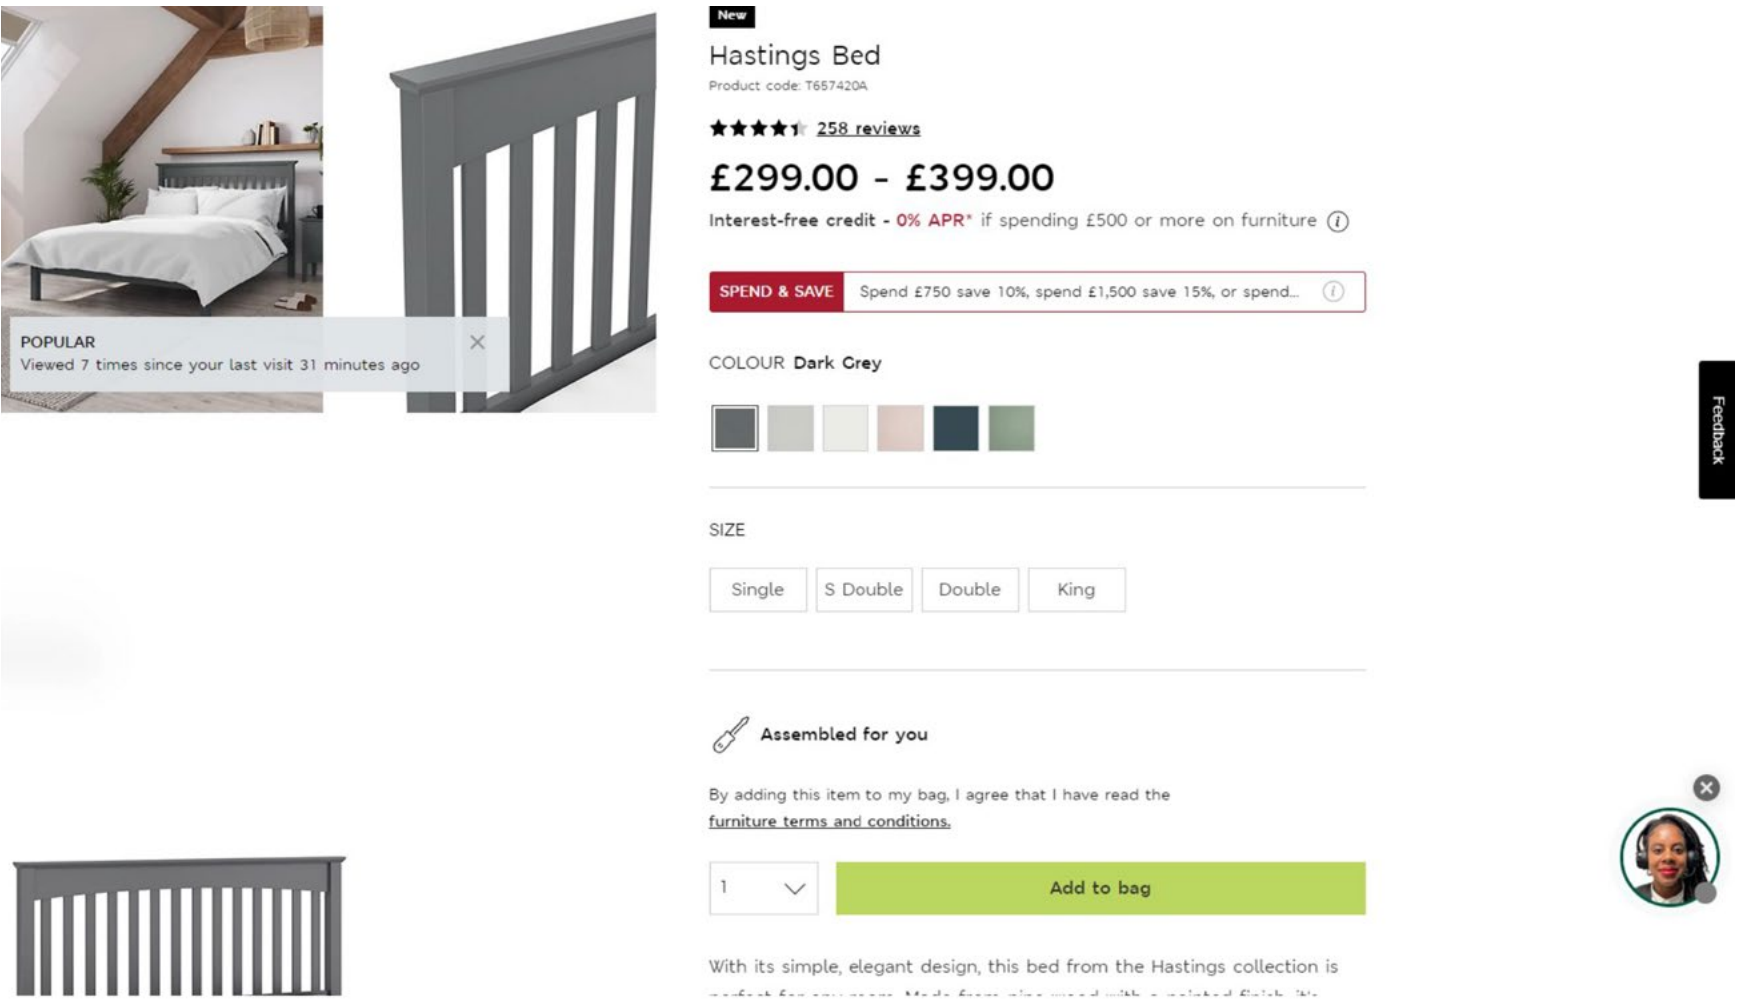 New
Hastings Bed
Product code: T657420A
258 reviews
£299.00 - £399.00
Interest-free credit - 0% APR* if spending £500 or more on furniture i
SPEND & SAVE Spend £750 save 10%, spend £1,500 save 15%, or spend... i
POPULAR
Viewed 7 times since your last visit 31 minutes ago
COLOUR Dark Grey
Feedback
SIZE
Single S Double Double King
Assembled for you
By adding this item to my bag, I agree that I have read the
furniture terms and conditions.
1 Add to bag
With its simple, elegant design, this bed from the Hastings collection is